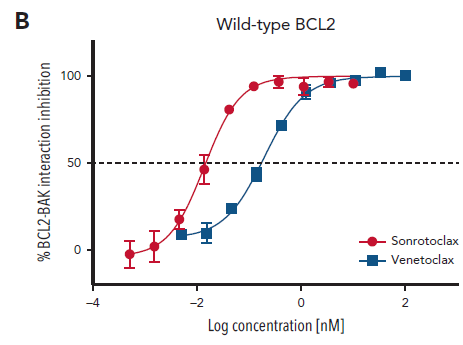 B
Wild-type BCL2
% BCL2-BAK interaction inhibition
100
50
0
Sonrotoclax
Venetoclax
–4
–2
0
2
Log concentration [nM]